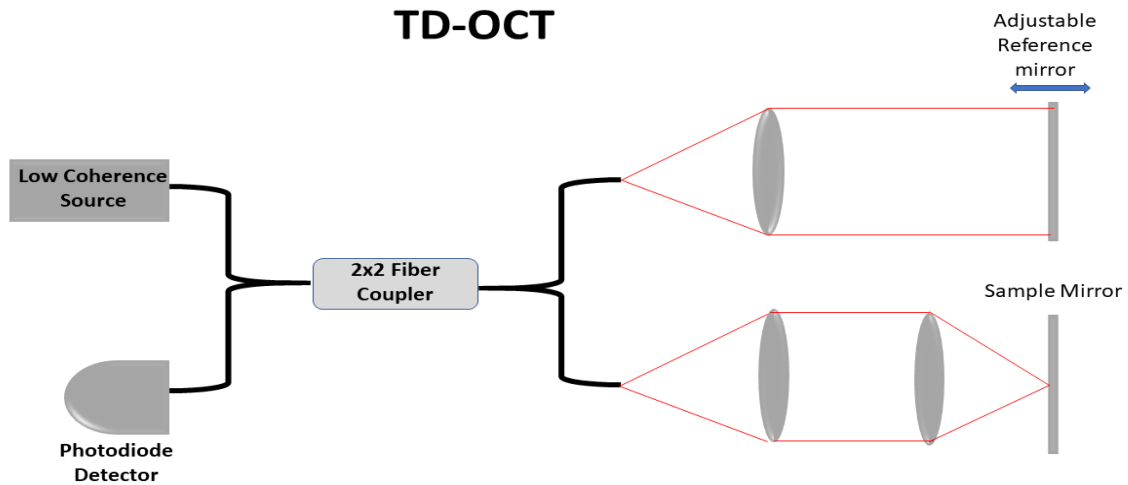 TD-OCT
Adjustable
Reference
mirror
Low Coherence
Source
2x2 Fiber
Coupler
Sample Mirror
Photodiode
Detector